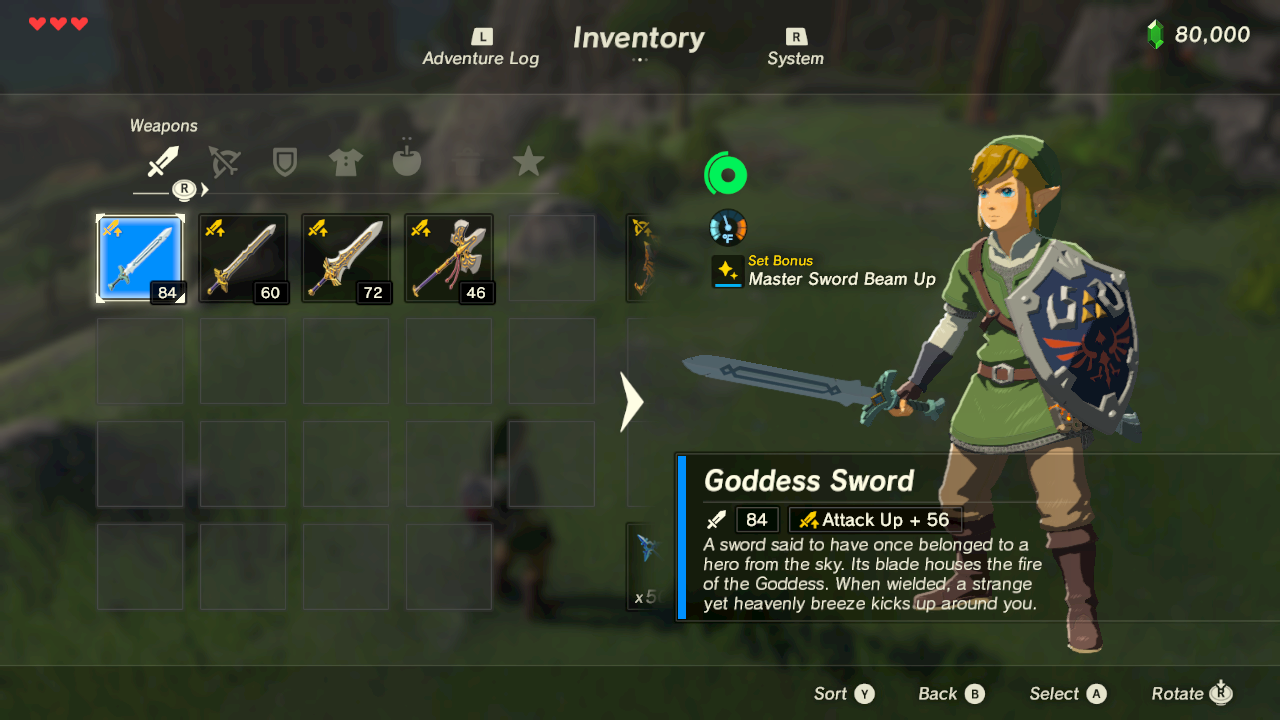 L
Adventure Log
Inventory
R
System
80,000
Weapons
R
84
60
72
46
°F
Set Bonus
Master Sword Beam Up
Goddess Sword
84
Attack Up + 56
A sword said to have once belonged to a
hero from the sky. Its blade houses the fire
of the Goddess. When wielded, a strange
yet heavenly breeze kicks up around you.
x5
Sort Y
Back B
Select A
Rotate R